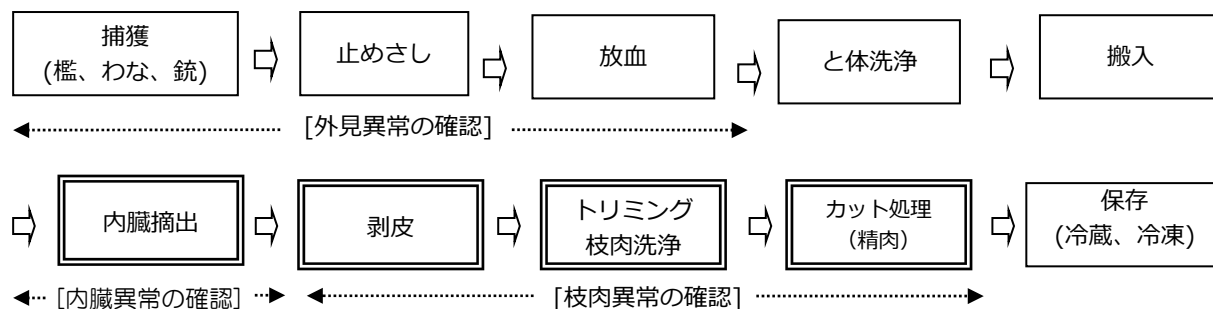 捕獲
(檻、わな、銃)
止めさし
放血
と体洗浄
搬入
[外見異常の確認]
内臓摘出
剥皮
トリミング
枝肉洗浄
カット処理
（精肉）
保存
(冷蔵、冷凍)
[内臓異常の確認]
[枝肉異常の確認]